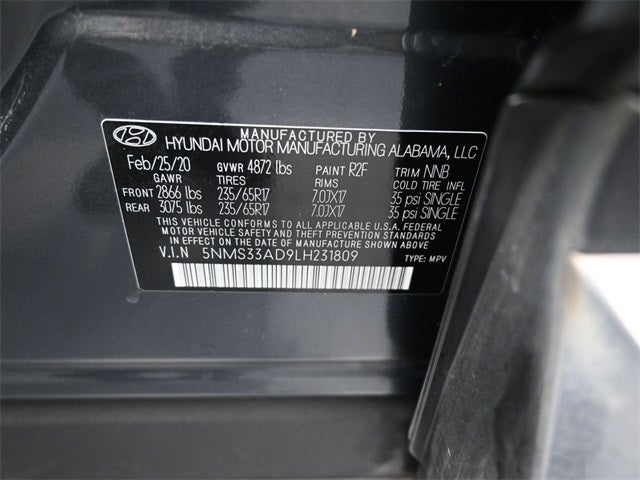 MANUFACTURED BY
HYUNDAI MOTOR MANUFACTURING ALABAMA, LLC
Feb/25/20 GVWR 4872 lbs PAINT R2F TRIM NNB
GAWR TIRES RIMS COLD TIRE INFL
FRONT 2866 lbs 235/65R17 7.0JX17 35 psi SINGLE
REAR 3075 lbs 235/65R17 7.0JX17 35 psi SINGLE
THIS VEHICLE CONFORMS TO ALL APPLICABLE U.S.A. FEDERAL
MOTOR VEHICLE SAFETY AND THEFT PREVENTION STANDARDS
IN EFFECT ON THE DATE OF MANUFACTURE SHOWN ABOVE.
V.I.N 5NMS33AD9LH231809 TYPE: MPV